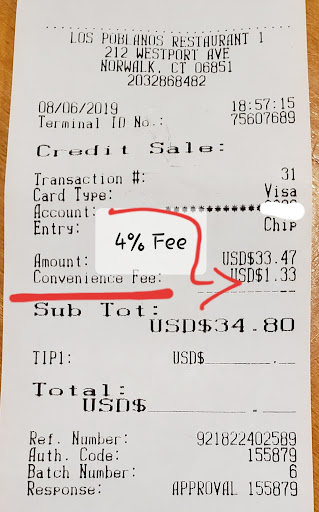 LOS POBLANOS RESTAURANT 1
212 WESTPORT AVE
NORWALK, CT 06851
2032868482
08/06/2019 18:57:15
Terminal ID No.: 75607689
Credit Sale:
Transaction #: 31
Card Type: Visa
Account: ************
Entry: Chip
4% Fee
Amount: USD$33.47
Convenience Fee: USD$1.33
Sub Tot:
USD$34.80
TIP1: USD$
Total:
USD$
Ref. Number: 921822402589
Auth. Code: 155879
Batch Number: 6
Response: APPROVAL 155879